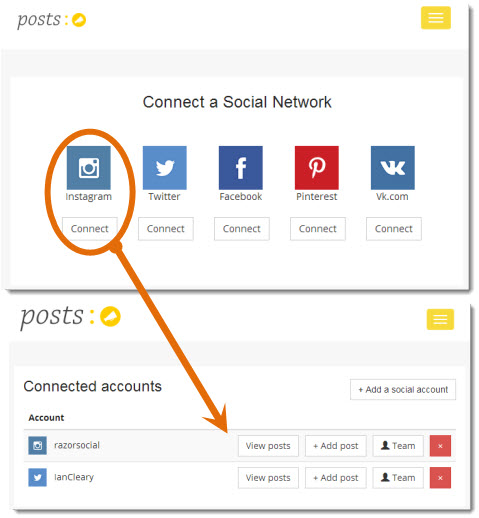 posts:
Connect a Social Network
Instagram Twitter Facebook Pinterest Vk.com
Connect Connect Connect Connect Connect
posts:
Connected accounts + Add a social account
Account
razorsocial View posts + Add post Team ×
IanCleary View posts + Add post Team ×